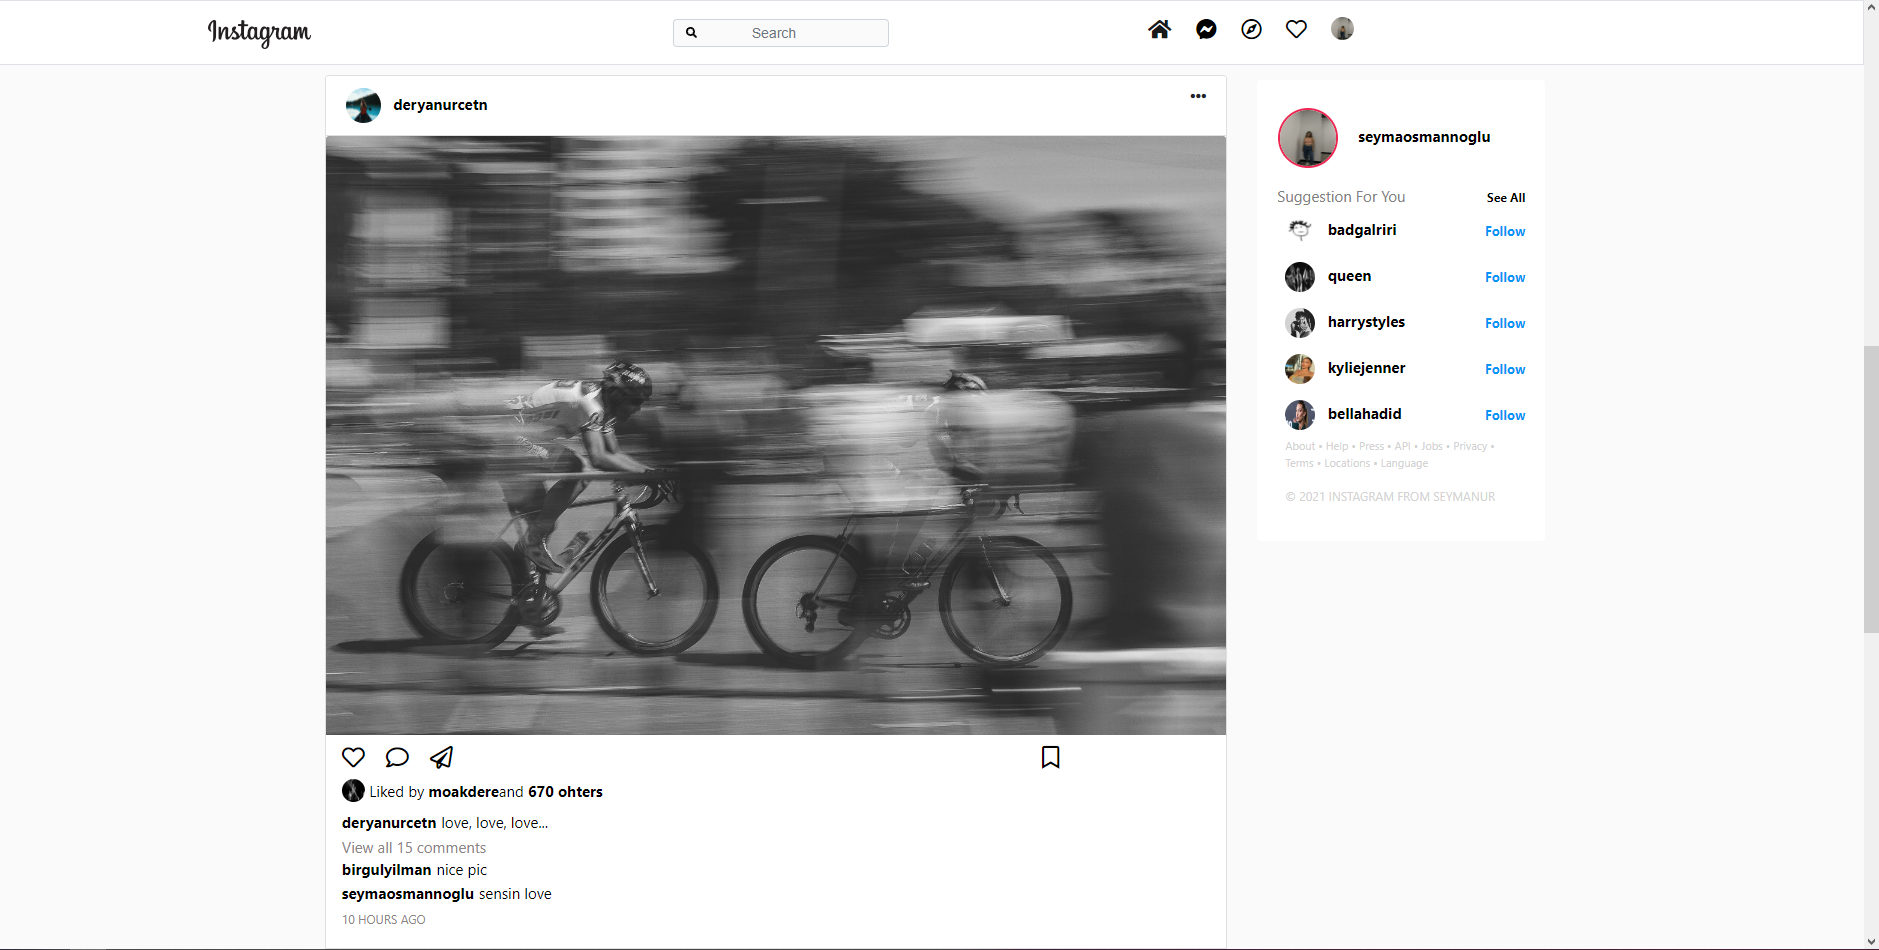 Instagram
Search
deryanurcetn
seymaosmannoglu
Suggestion For You
See All
badgalriri
Follow
queen
Follow
harrystyles
Follow
kyliejenner
Follow
bellahadid
Follow
About • Help • Press • API • Jobs • Privacy •
Terms • Locations • Language
© 2021 INSTAGRAM FROM SEYMANUR
Liked by moakdereand 670 ohters
deryanurcetn love, love, love...
View all 15 comments
birgulyilman nice pic
seymaosmannoglu sensin love
10 HOURS AGO